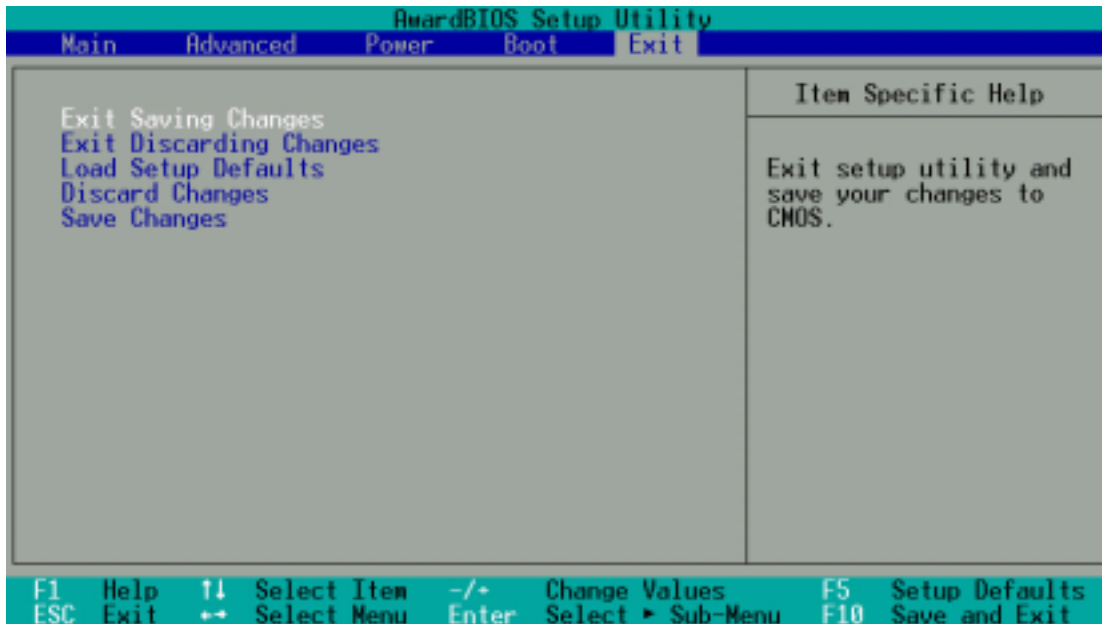 AwardBIOS Setup Utility
Main Advanced Power Boot Exit
Exit Saving Changes
Exit Discarding Changes
Load Setup Defaults
Discard Changes
Save Changes
Item Specific Help
Exit setup utility and
save your changes to
CMOS.
F1 Help ↑↓ Select Item -/+ Change Values F5 Setup Defaults
ESC Exit ←→ Select Menu Enter Select ► Sub-Menu F10 Save and Exit